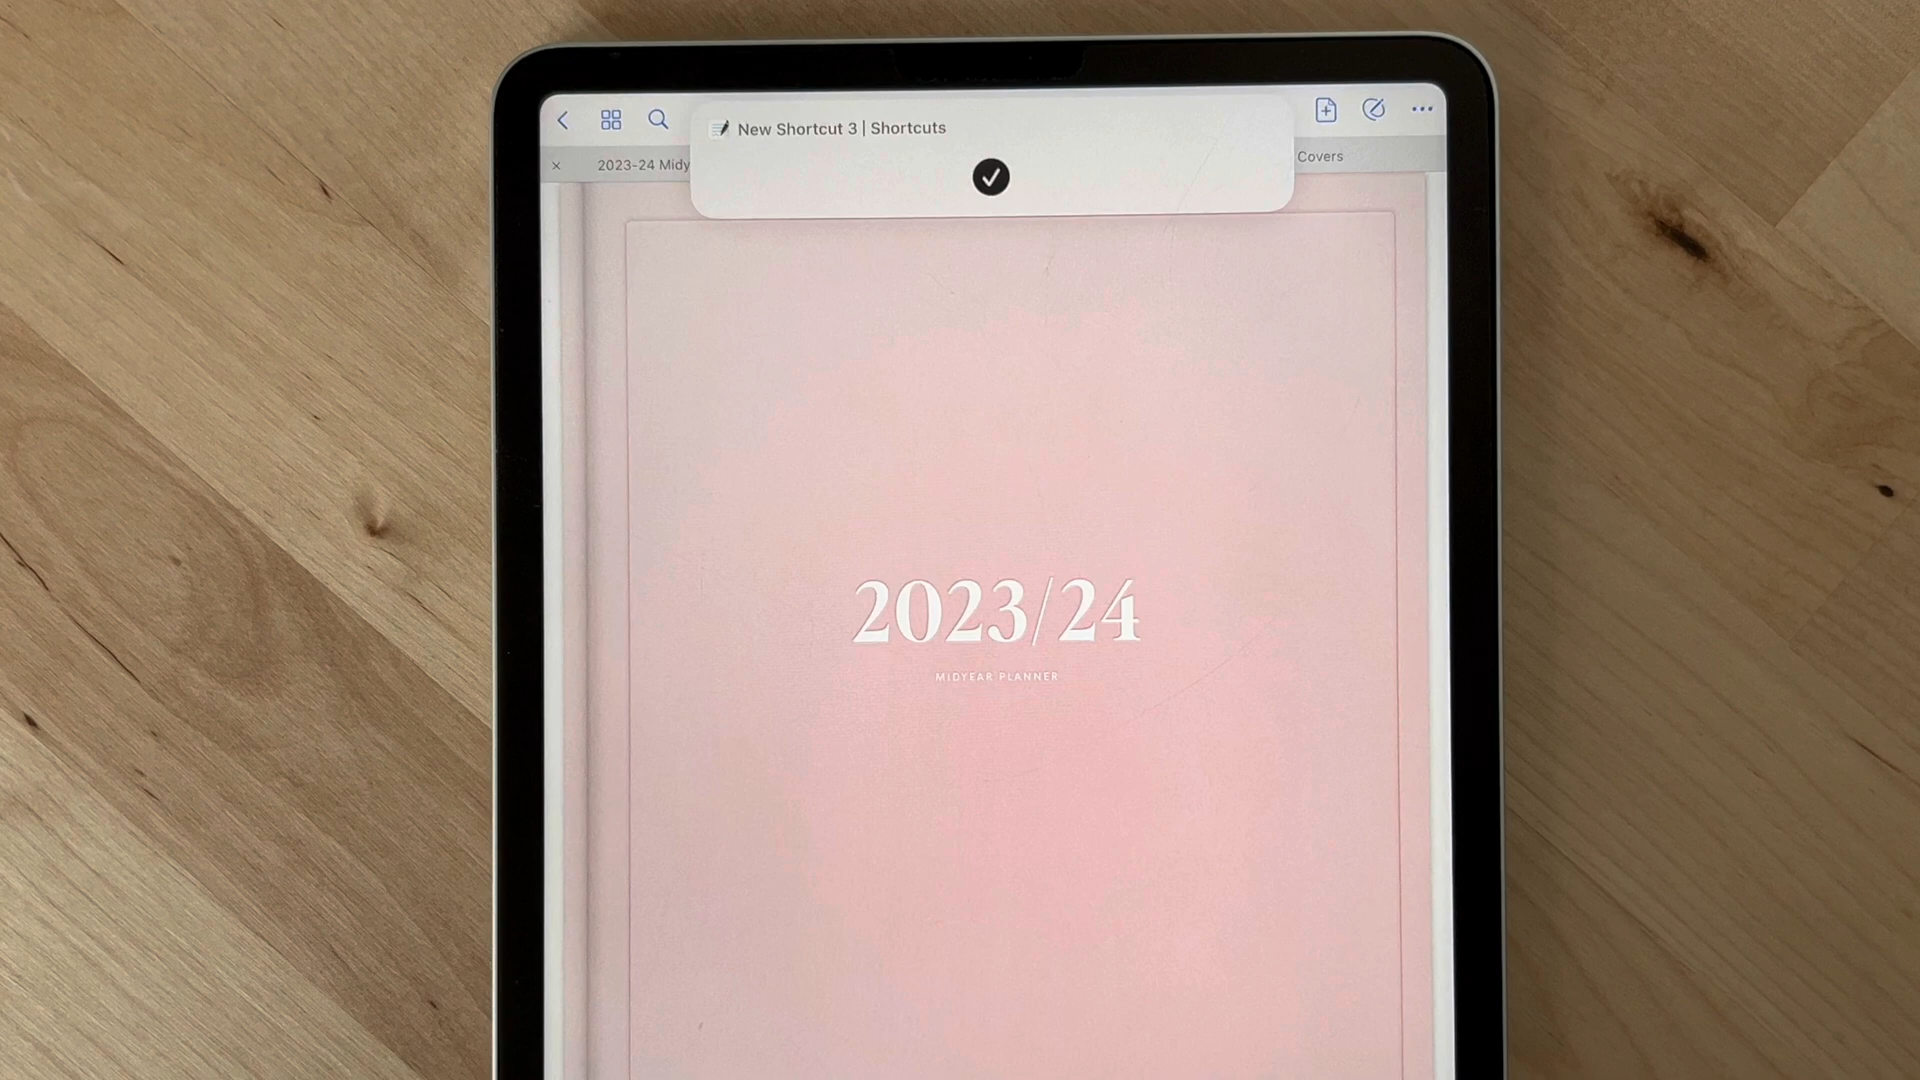 New Shortcut 3 | Shortcuts
2023-24 Midy
Covers
2023/24
MIDYEAR PLANNER